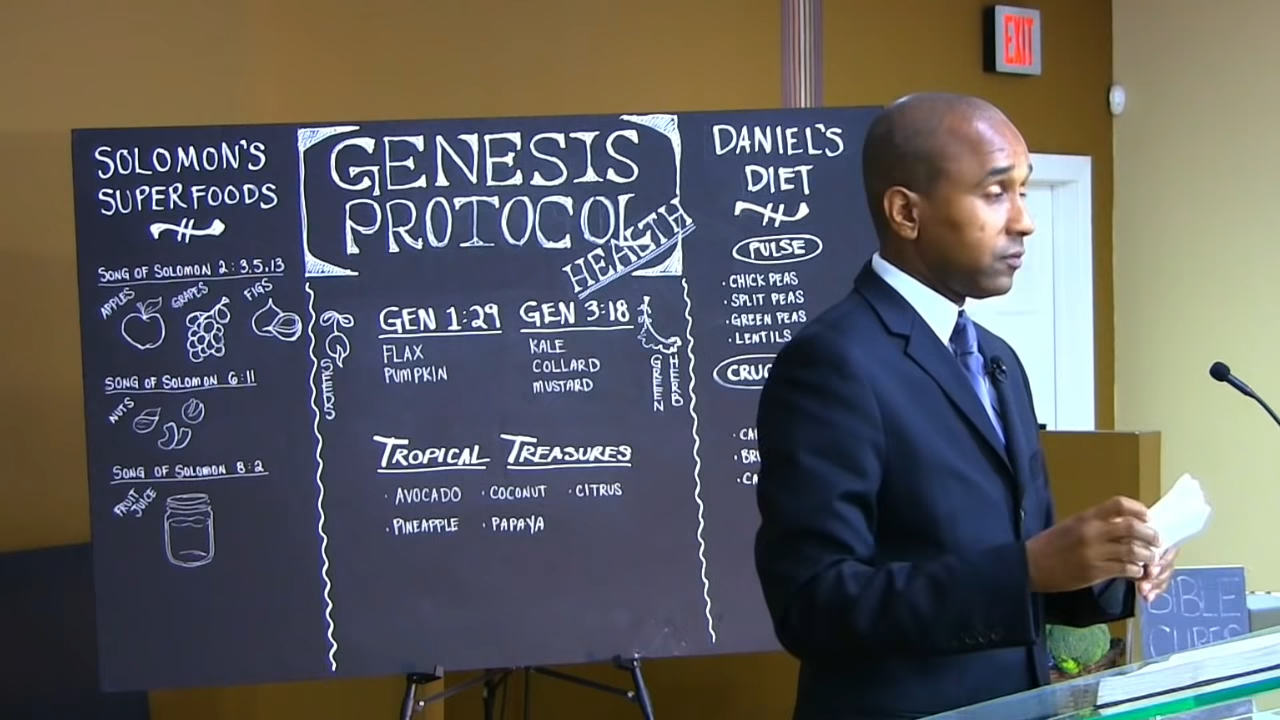 SOLOMON'S
SUPERFOODS
SONG OF SOLOMON 2:3,5,13
APPLES
GRAPES
FIGS
SONG OF SOLOMON 6:11
NUTS
SONG OF SOLOMON 8:2
FRUIT
JUICE
GENESIS
PROTOCOL
HEALTH
GEN 1:29
FLAX
PUMPKIN
SEEDS
GEN 3:18
KALE
COLLARD
MUSTARD
GREEN
HERB
TROPICAL TREASURES
· AVOCADO · COCONUT · CITRUS
· PINEAPPLE · PAPAYA
DANIEL'S
DIET
PULSE
· CHICK PEAS
· SPLIT PEAS
· GREEN PEAS
· LENTILS
EXIT
BIBLE
CURES